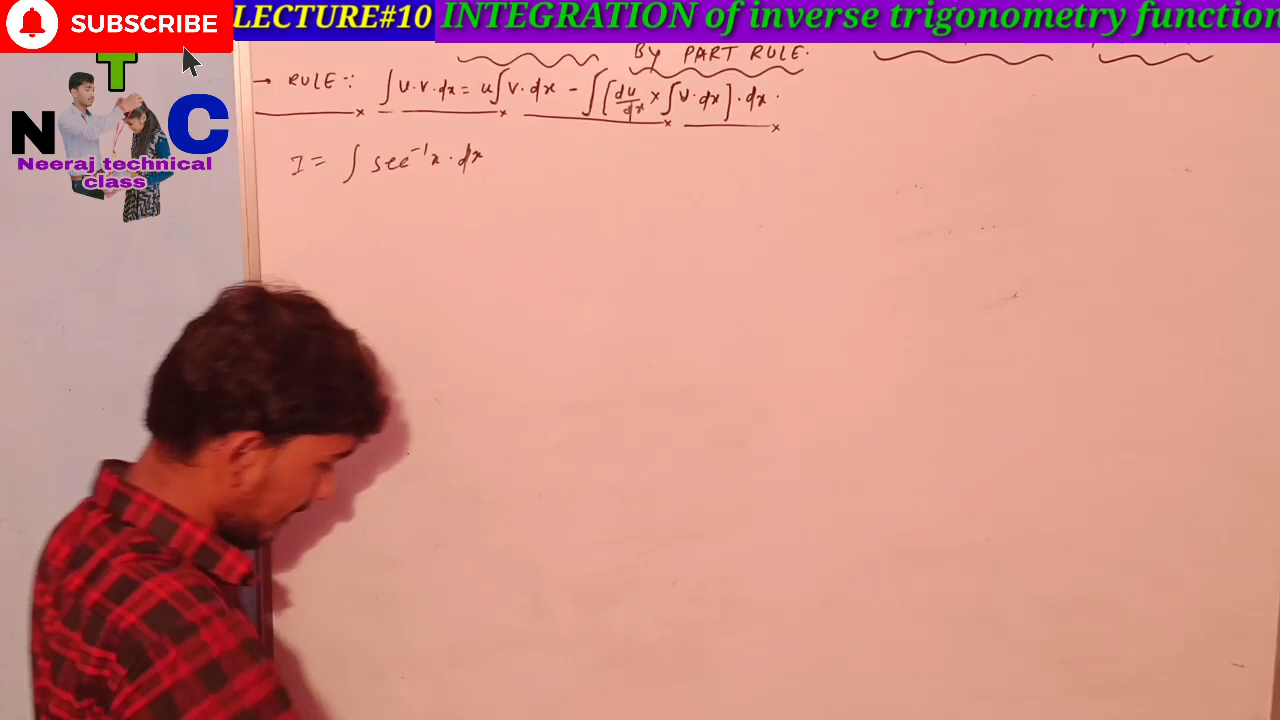 SUBSCRIBE
LECTURE#10 INTEGRATION of inverse trigonometry function
BY PART RULE.
→ RULE :: ∫U.V.dx = u∫V.dx - ∫[du/dx × ∫V.dx].dx.
I = ∫ sec⁻¹x.dx
N T C
Neeraj technical
class